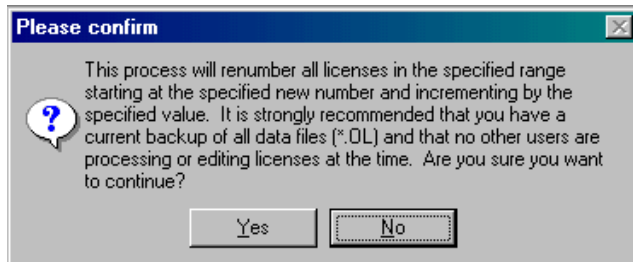 Please confirm
This process will renumber all licenses in the specified range
starting at the specified new number and incrementing by the
specified value.  It is strongly recommended that you have a
current backup of all data files (*.OL) and that no other users are
processing or editing licenses at the time.  Are you sure you want
to continue?
Yes
No